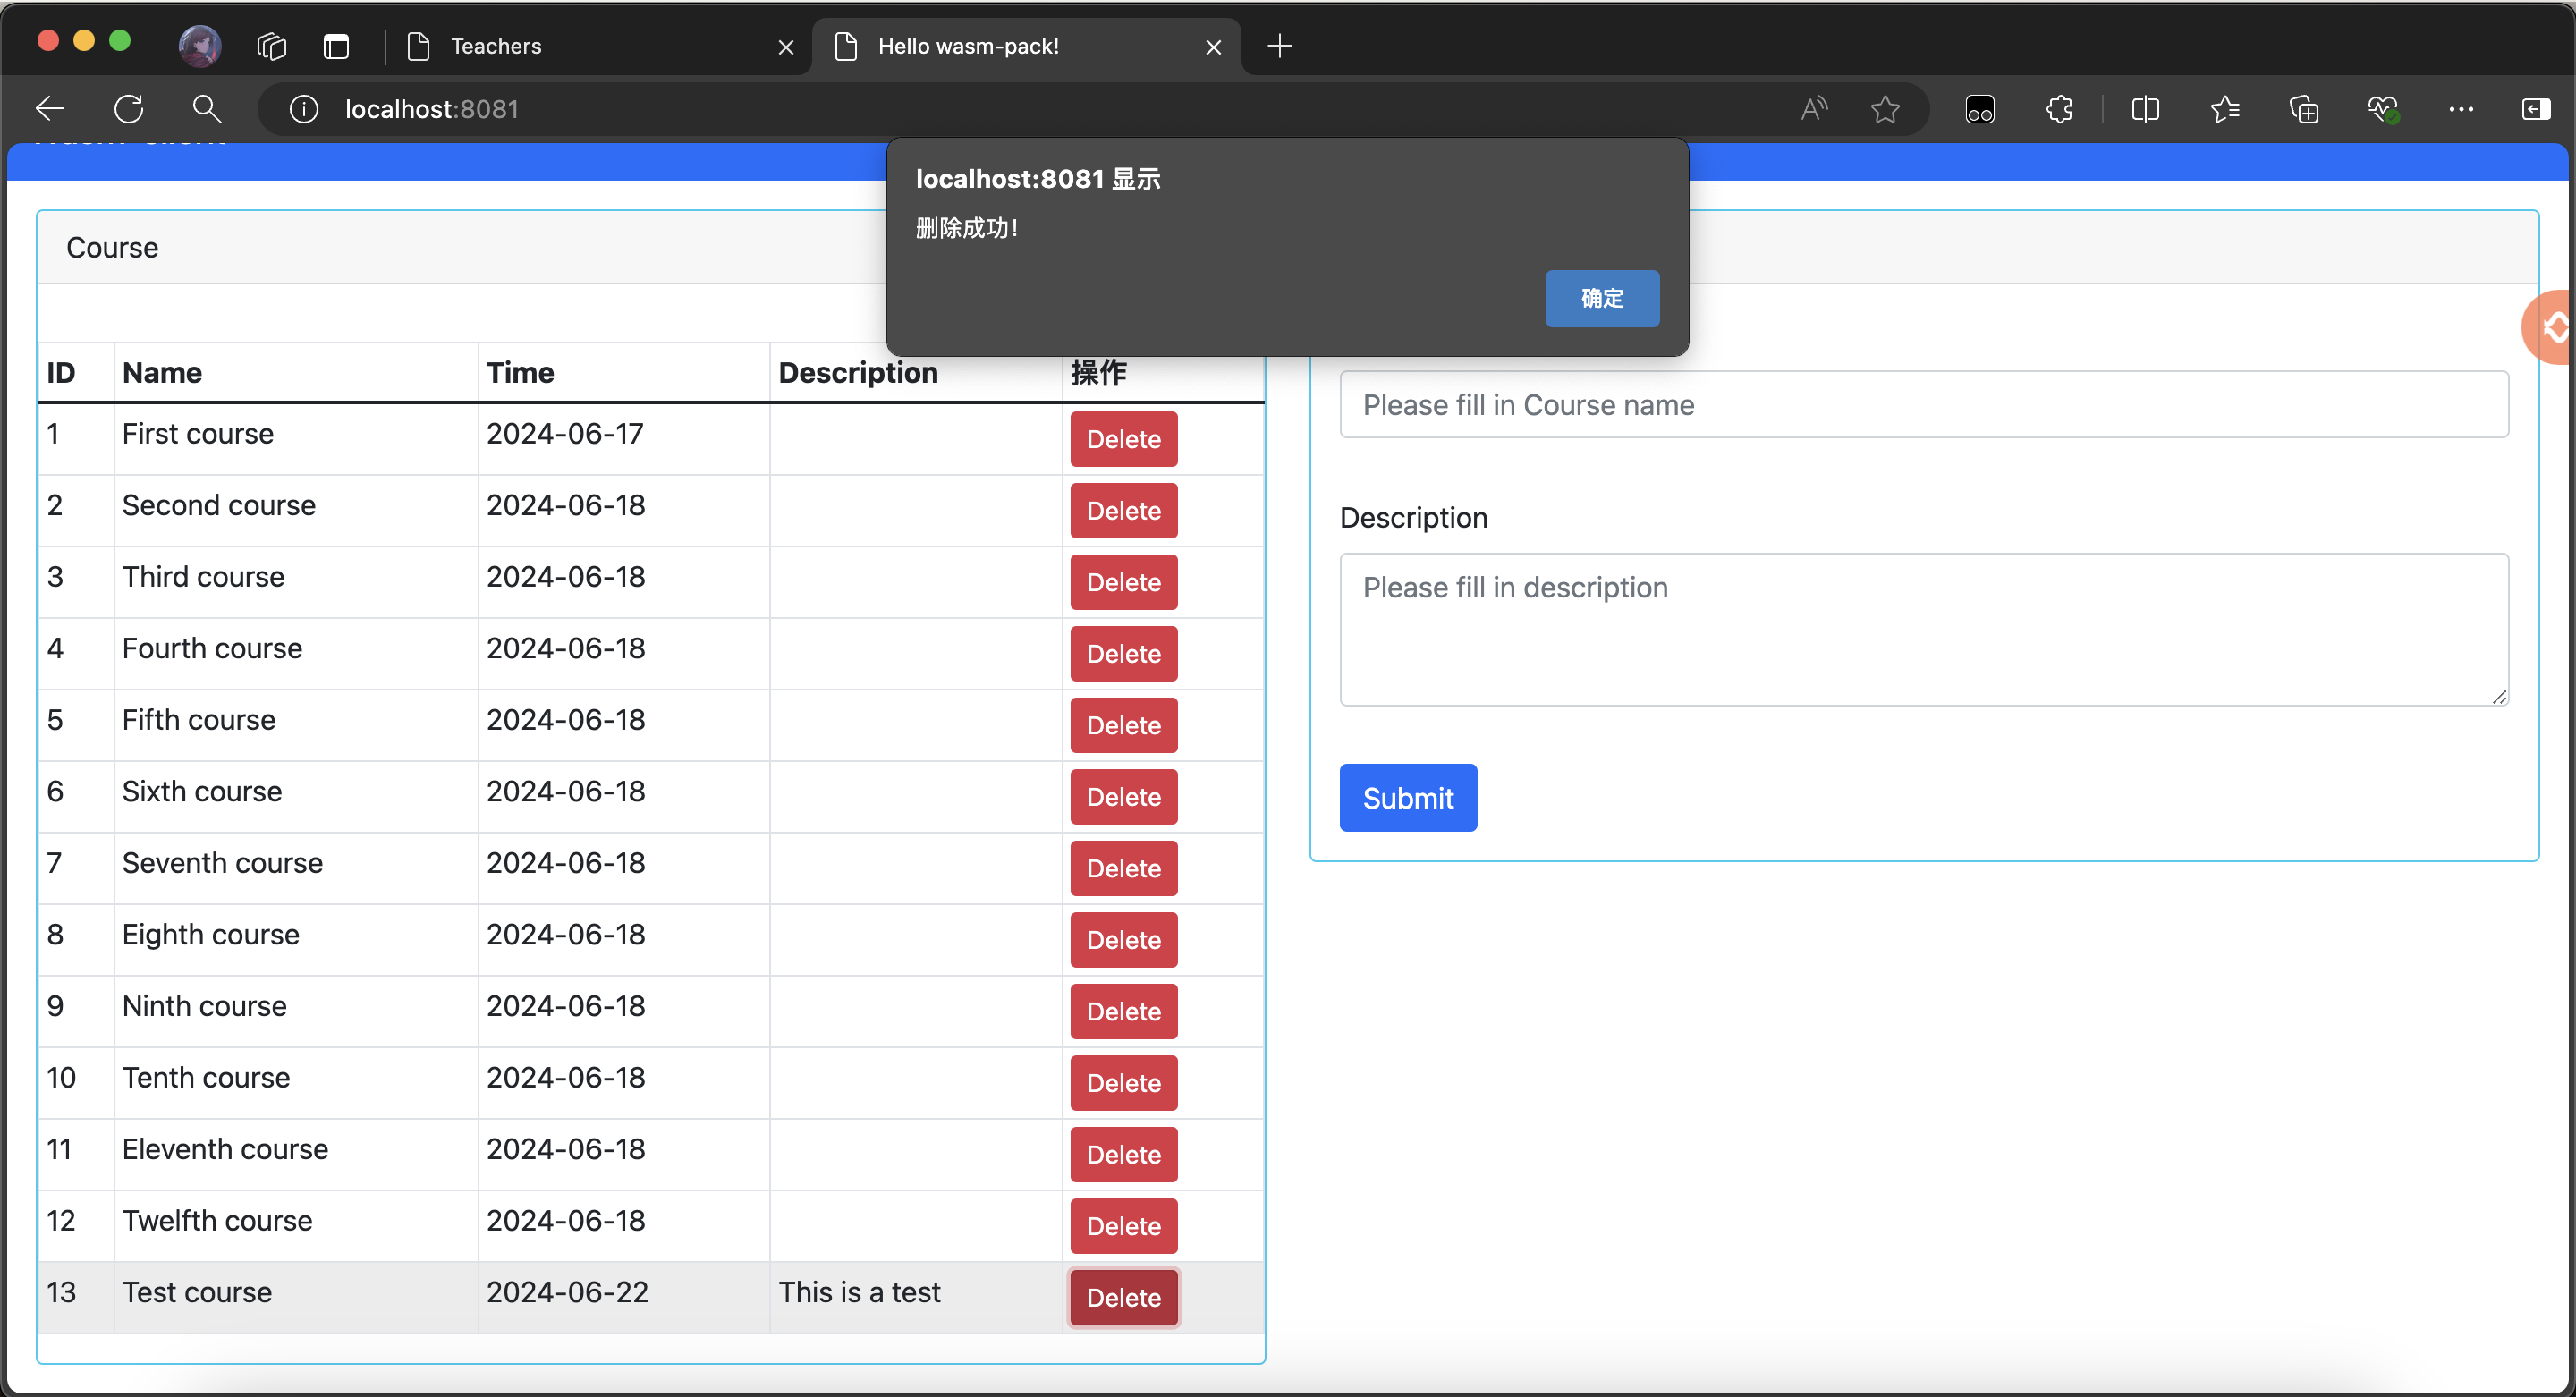 Teachers
Hello wasm-pack!
localhost:8081
localhost:8081 显示
删除成功！
确定
Course
ID Name Time Description 操作
1 First course 2024-06-17 Delete
2 Second course 2024-06-18 Delete
3 Third course 2024-06-18 Delete
4 Fourth course 2024-06-18 Delete
5 Fifth course 2024-06-18 Delete
6 Sixth course 2024-06-18 Delete
7 Seventh course 2024-06-18 Delete
8 Eighth course 2024-06-18 Delete
9 Ninth course 2024-06-18 Delete
10 Tenth course 2024-06-18 Delete
11 Eleventh course 2024-06-18 Delete
12 Twelfth course 2024-06-18 Delete
13 Test course 2024-06-22 This is a test Delete
Please fill in Course name
Description
Please fill in description
Submit